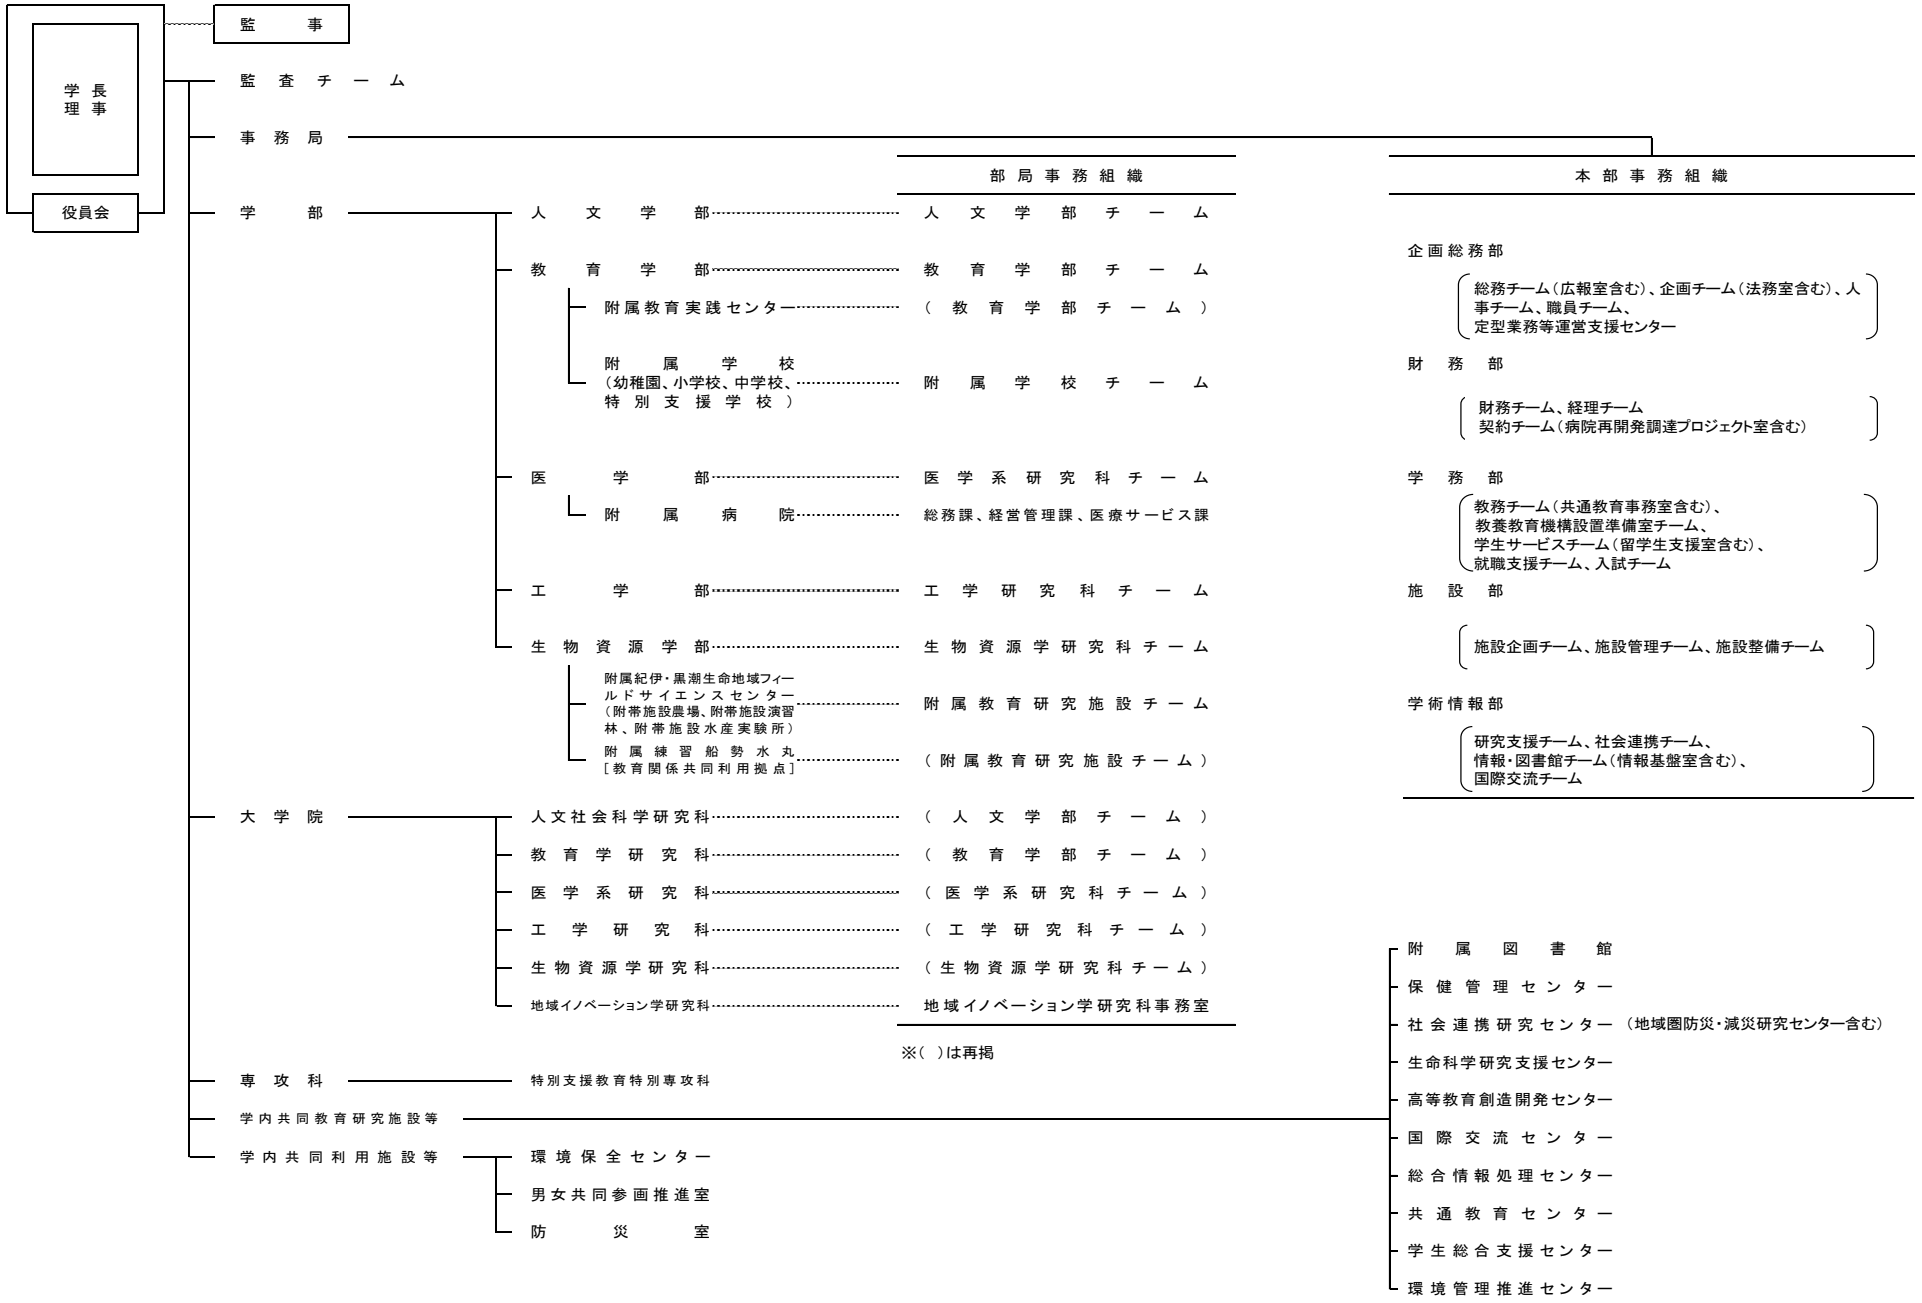 監事
学長
理事
監査チーム
事務局
部局事務組織
本部事務組織
役員会
学部
人文学部
人文学部チーム
教育学部
教育学部チーム
附属教育実践センター
(教育学部チーム)
附属学校
(幼稚園、小学校、中学校、
特別支援学校)
附属学校チーム
医学部
医学系研究科チーム
附属病院
総務課、経営管理課、医療サービス課
工学部
工学研究科チーム
生物資源学部
生物資源学研究科チーム
附属紀伊・黒潮生命地域フィー
ルドサイエンスセンター
(附帯施設農場、附帯施設演習
林、附帯施設水産実験所)
附属教育研究施設チーム
附属練習船勢水丸
[教育関係共同利用拠点]
(附属教育研究施設チーム)
企画総務部
総務チーム(広報室含む)、企画チーム(法務室含む)、人
事チーム、職員チーム、
定型業務等運営支援センター
財務部
財務チーム、経理チーム
契約チーム(病院再開発調達プロジェクト室含む)
学務部
教務チーム(共通教育事務室含む)、
教養教育機構設置準備室チーム、
学生サービスチーム(留学生支援室含む)、
就職支援チーム、入試チーム
施設部
施設企画チーム、施設管理チーム、施設整備チーム
学術情報部
研究支援チーム、社会連携チーム、
情報・図書館チーム(情報基盤室含む)、
国際交流チーム
大学院
人文社会科学研究科
(人文学部チーム)
教育学研究科
(教育学部チーム)
医学系研究科
(医学系研究科チーム)
工学研究科
(工学研究科チーム)
生物資源学研究科
(生物資源学研究科チーム)
地域イノベーション学研究科
地域イノベーション学研究科事務室
※( )は再掲
専攻科
特別支援教育特別専攻科
学内共同教育研究施設等
附属図書館
保健管理センター
社会連携研究センター (地域圏防災・減災研究センター含む)
生命科学研究支援センター
高等教育創造開発センター
国際交流センター
総合情報処理センター
共通教育センター
学生総合支援センター
環境管理推進センター
学内共同利用施設等
環境保全センター
男女共同参画推進室
防災室